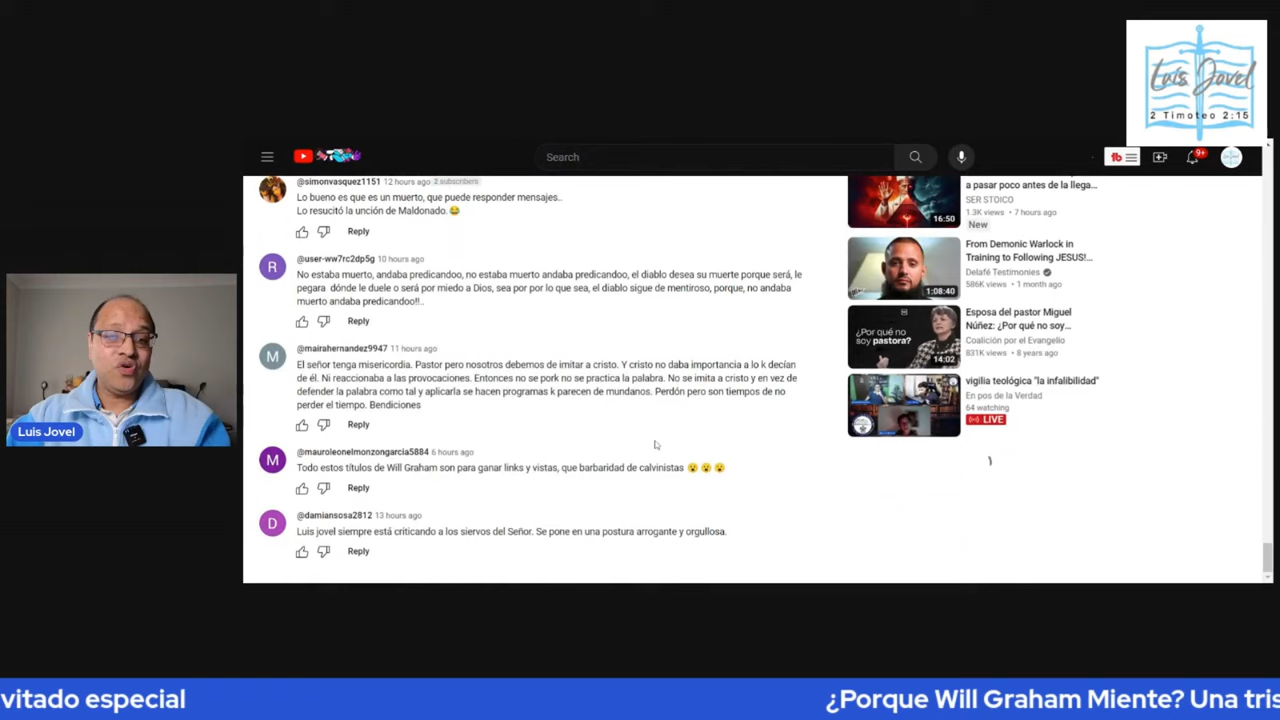 Luis Jovel
2 Timoteo 2:15
Search
9+
@simonvasquez1151 12 hours ago 2 subscribers
Lo bueno es que es un muerto, que puede responder mensajes..
Lo resucitó la unción de Maldonado. 😂
Reply
R
@user-ww7rc2dp5g 10 hours ago
No estaba muerto, andaba predicandoo, no estaba muerto andaba predicandoo, el diablo desea su muerte porque será, le
pegara dónde le duele o será por miedo a Dios, sea por por lo que sea, el diablo sigue de mentiroso, porque, no andaba
muerto andaba predicandoo!!..
Reply
M
@mairahernandez9947 11 hours ago
El señor tenga misericordia. Pastor pero nosotros debemos de imitar a cristo. Y cristo no daba importancia a lo k decían
de él. Ni reaccionaba a las provocaciones. Entonces no se pork no se practica la palabra. No se imita a cristo y en vez de
defender la palabra como tal y aplicarla se hacen programas k parecen de mundanos. Perdón pero son tiempos de no
perder el tiempo. Bendiciones
Reply
M
@mauroleonelmonzongarcia5884 6 hours ago
Todo estos títulos de Will Graham son para ganar links y vistas, que barbaridad de calvinistas 😮 😮 😮
Reply
D
@damiansosa2812 13 hours ago
Luis jovel siempre está criticando a los siervos del Señor. Se pone en una postura arrogante y orgullosa.
Reply
a pasar poco antes de la llega...
SER STOICO
1.3K views • 7 hours ago
New
16:50
From Demonic Warlock in
Training to Following JESUS!...
Delafé Testimonies
586K views • 1 month ago
1:08:40
Esposa del pastor Miguel
Núñez: ¿Por qué no soy...
Coalición por el Evangelio
831K views • 8 years ago
¿Por qué no
soy pastora?
14:02
vigilia teológica "la infalibilidad"
En pos de la Verdad
64 watching
LIVE
Luis Jovel
vitado especial
¿Porque Will Graham Miente? Una tris